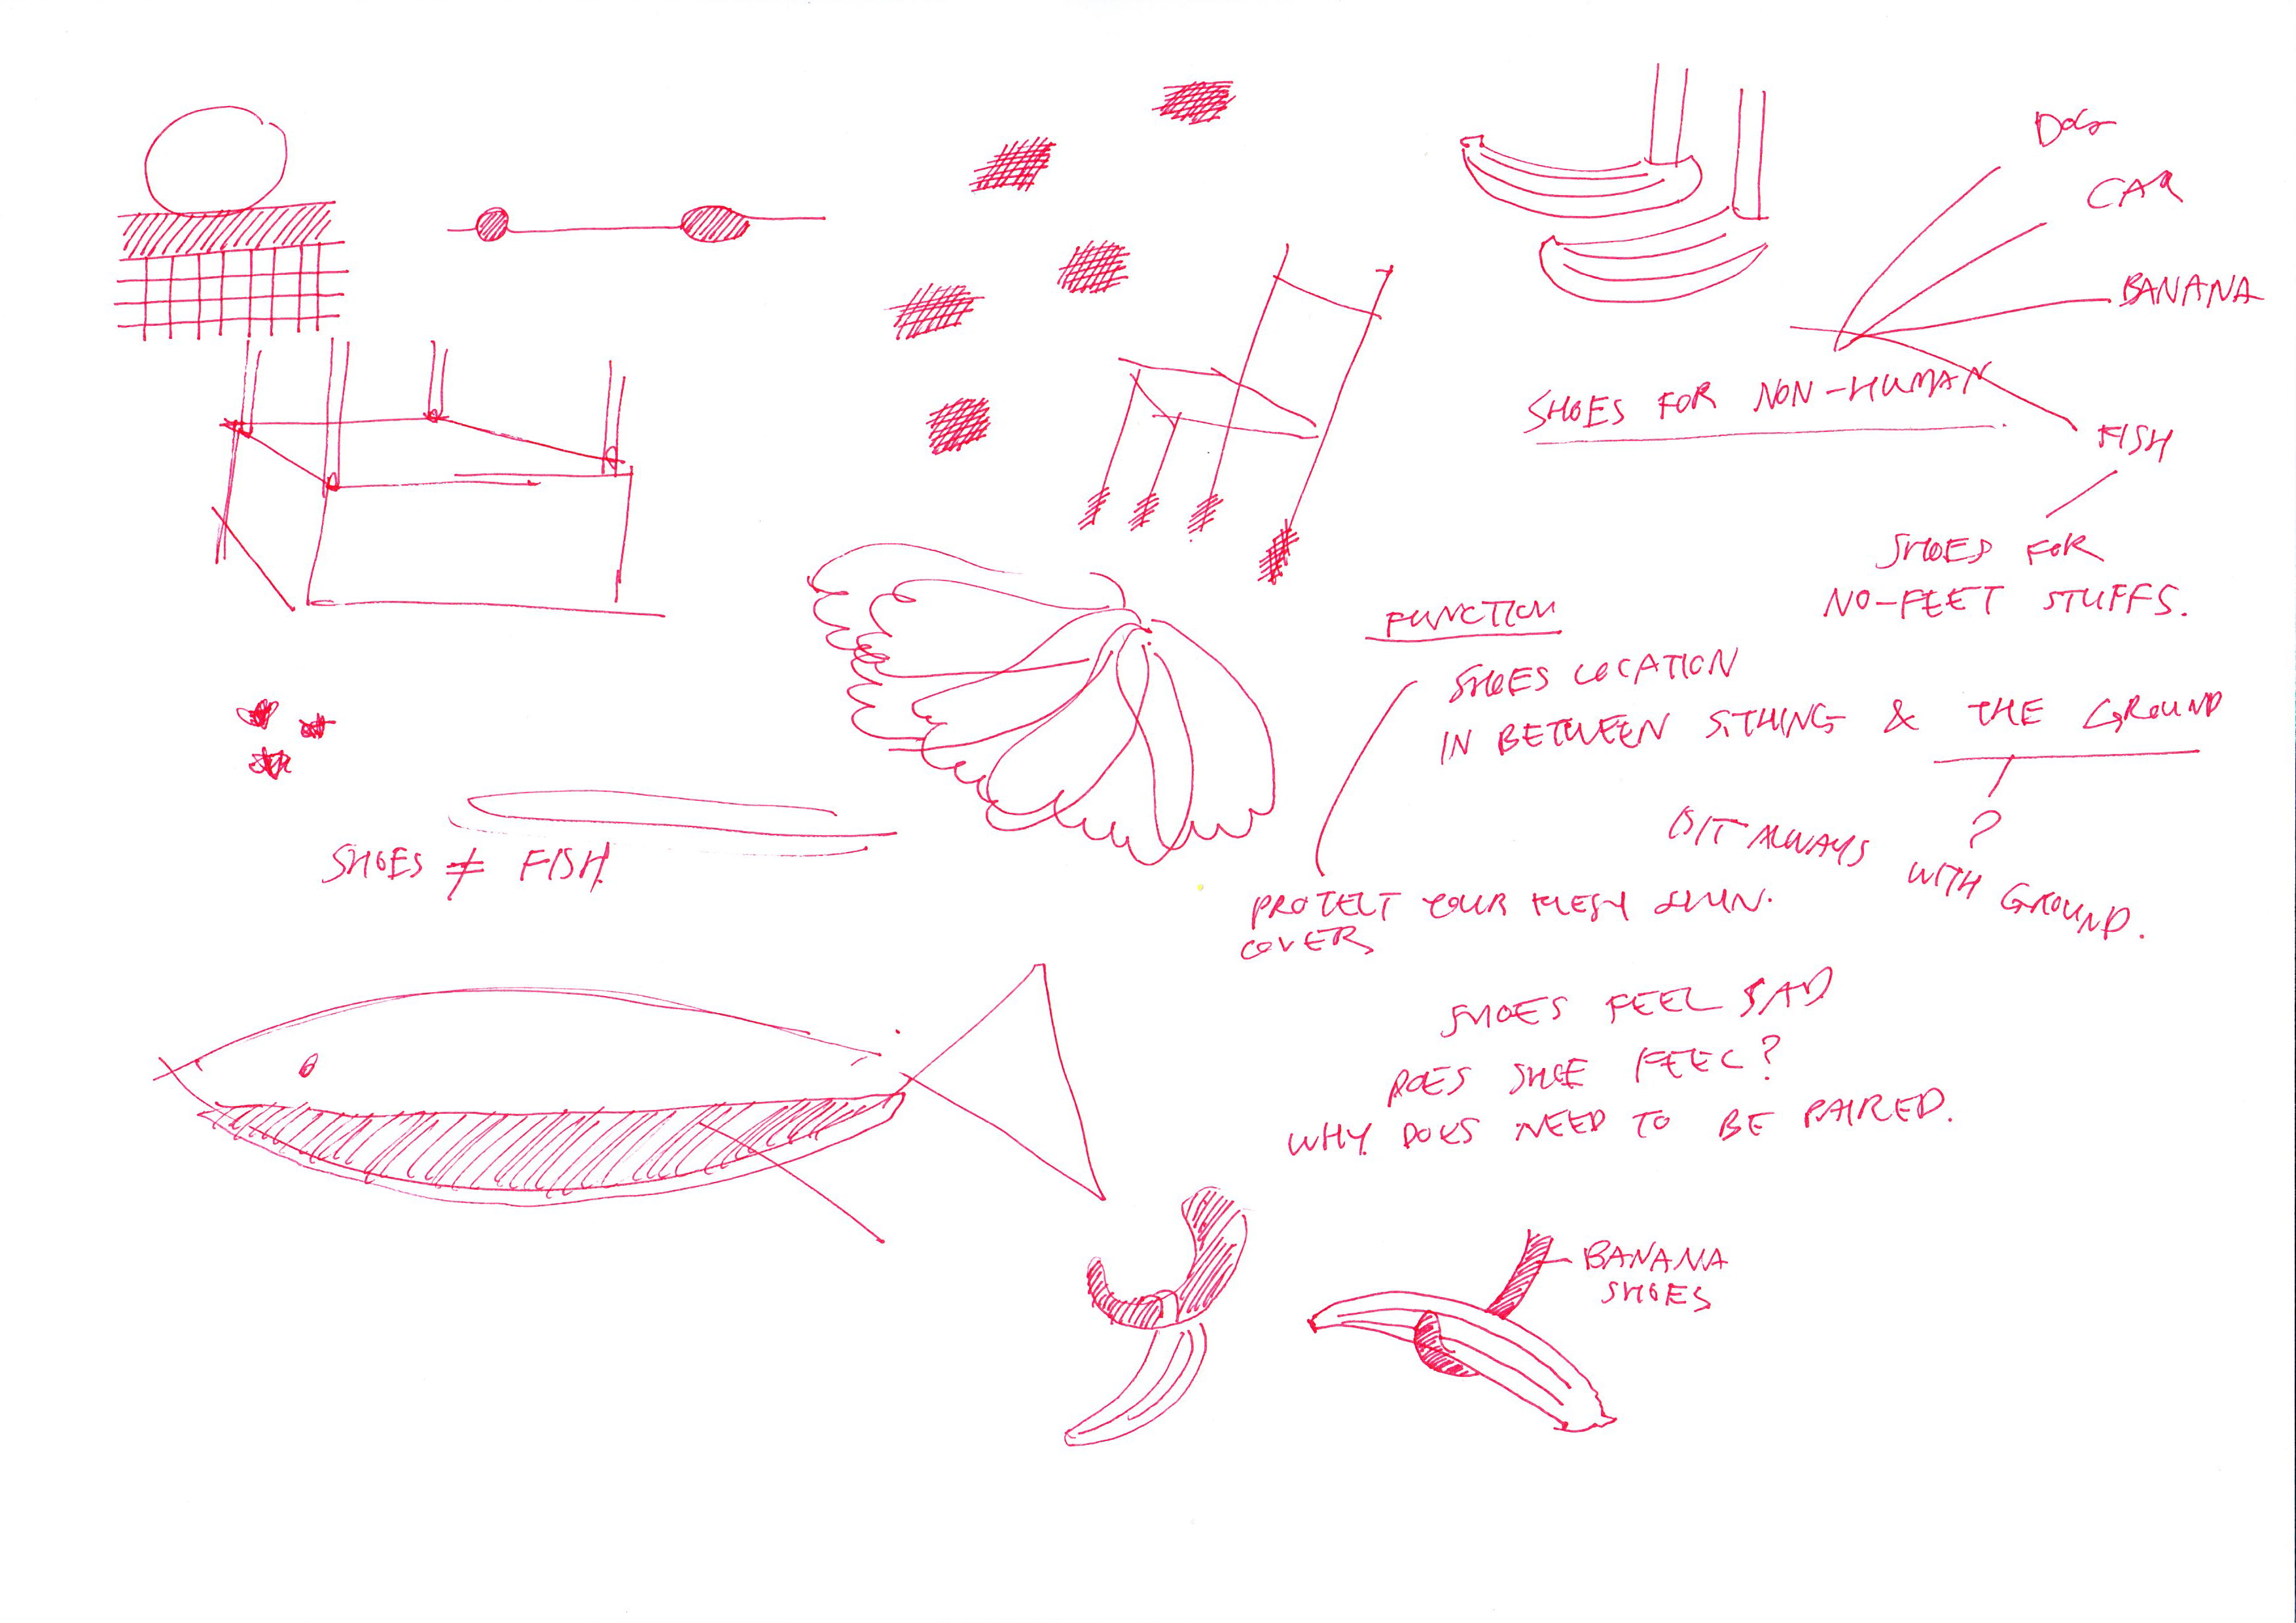 DOG
CAR
BANANA
SHOES FOR NON-HUMAN
FISH
SHOES FOR
NO-FEET STUFFS.
FUNCTION
SHOES LOCATION
IN BETWEEN S.THING & THE GROUND
?
IS IT ALWAYS WITH GROUND.
SHOES ≠ FISH
PROTECT YOUR FLESH SKIN.
COVER
SHOES FEEL SAD
DOES SHOE FEEL?
WHY DOES NEED TO BE PAIRED.
BANANA
SHOES